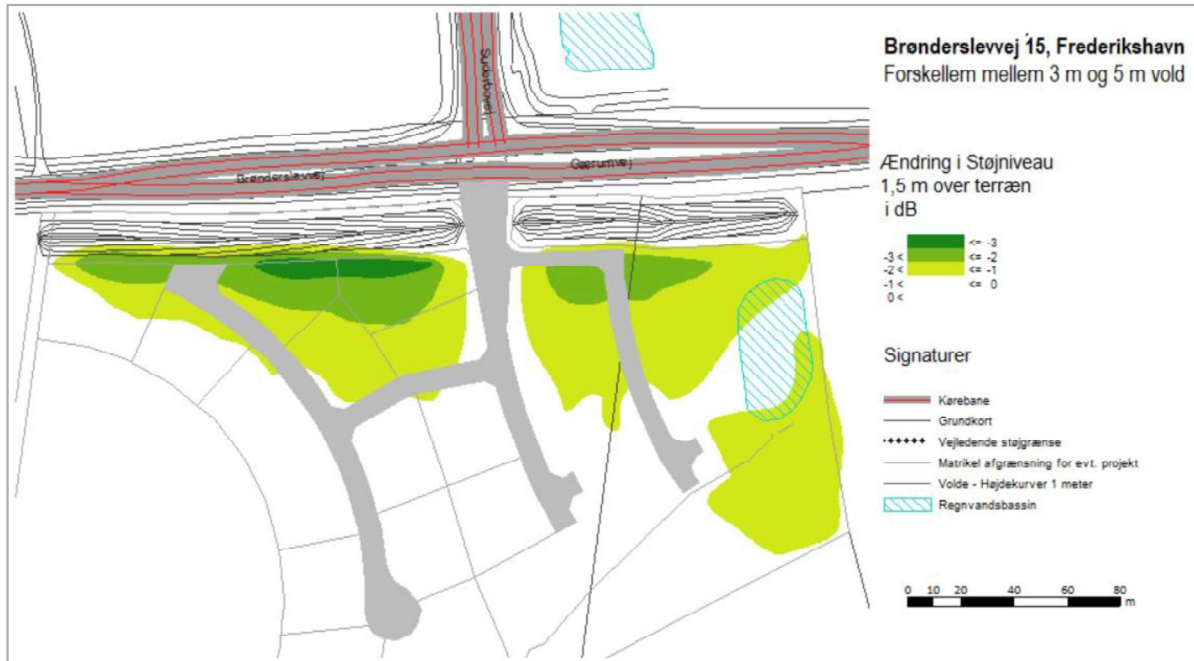 Brønderslevvej 15, Frederikshavn
Forskellem mellem 3 m og 5 m vold
Suderbovej
Brønderslevvej
Gærumvej
Ændring i Støjniveau
1,5 m over terræn
i dB
<= -3
-3 < <= -2
-2 < <= -1
-1 < <= 0
0 <
Signaturer
Kørebane
Grundkort
Vejledende støjgrænse
Matrikel afgrænsning for evt. projekt
Volde - Højdekurver 1 meter
Regnvandsbassin
0 10 20 40 60 80
m